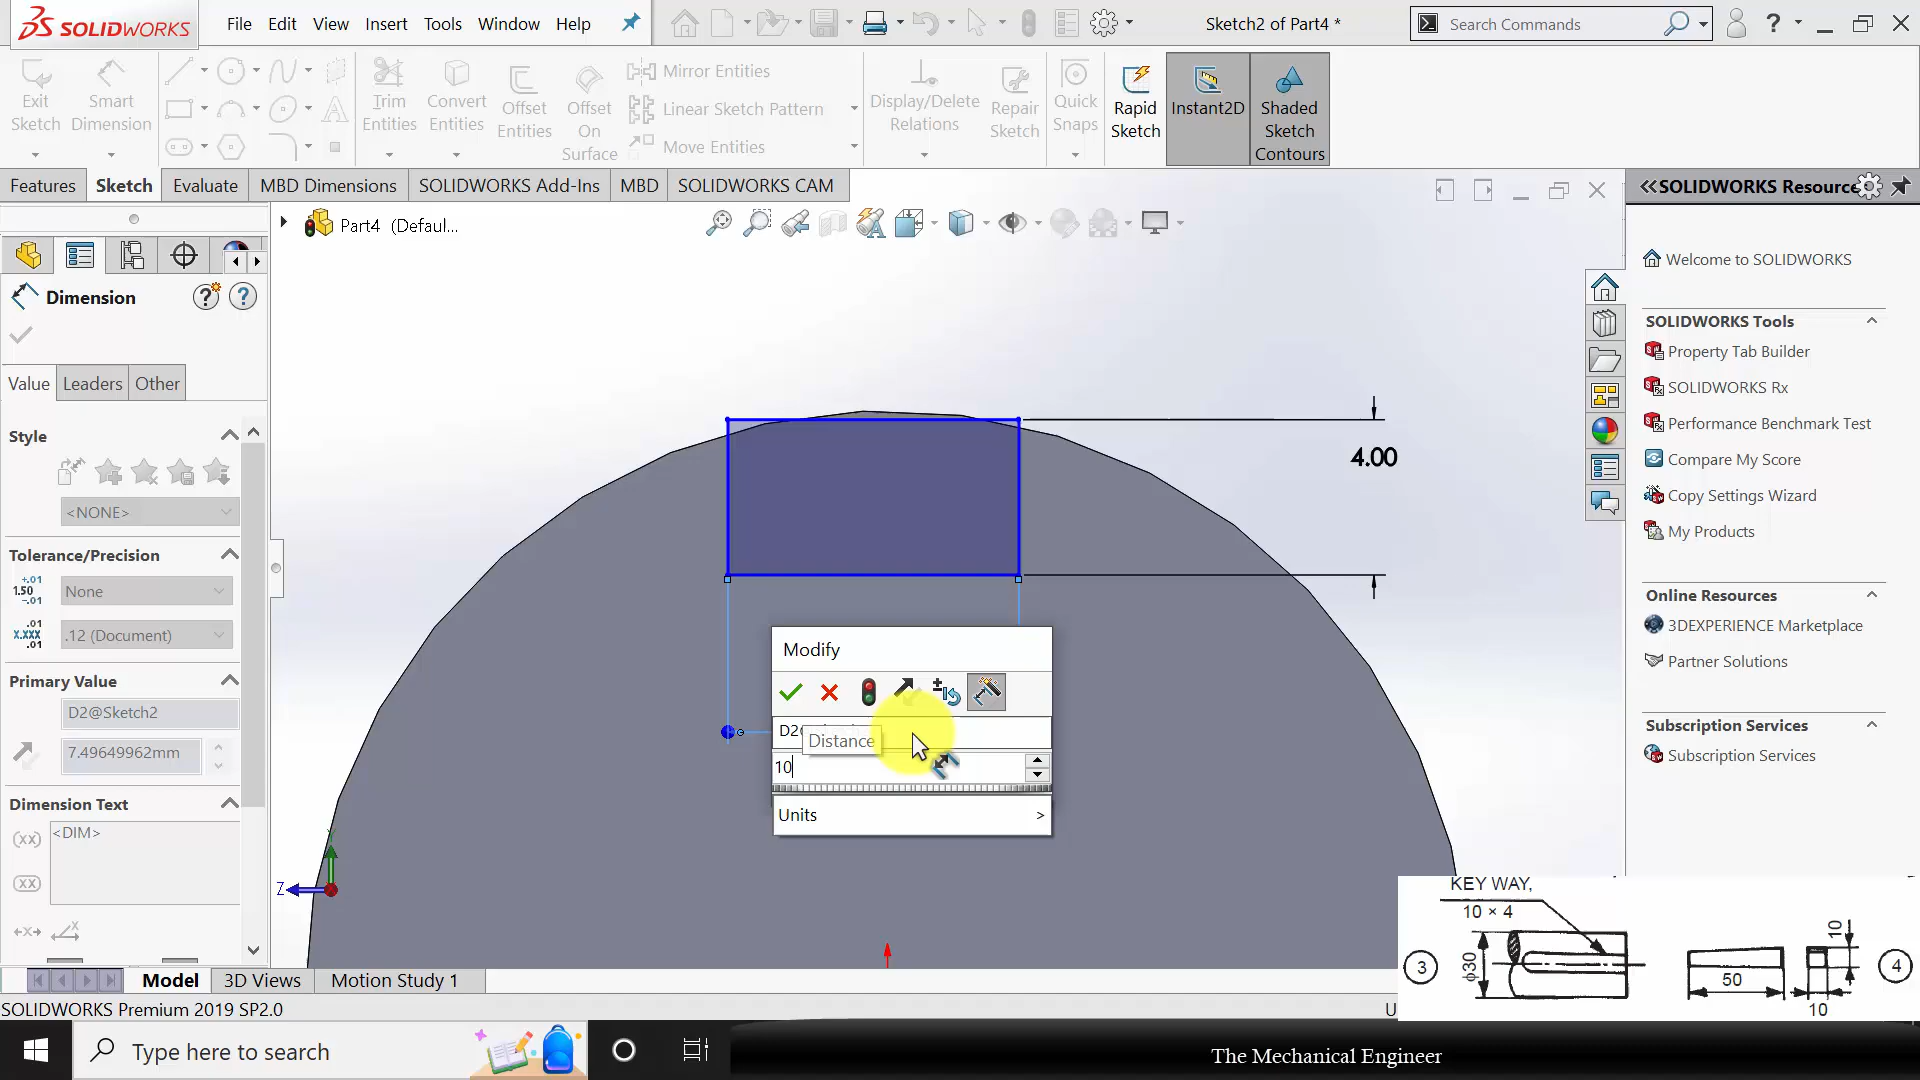 SOLIDWORKS
File Edit View Insert Tools Window Help
Sketch2 of Part4 *
Search Commands
Exit Sketch
Smart Dimension
Trim Entities
Convert Entities
Offset Entities
Offset On Surface
Mirror Entities
Linear Sketch Pattern
Move Entities
Display/Delete Relations
Repair Sketch
Quick Snaps
Rapid Sketch
Instant2D
Shaded Sketch Contours
Features Sketch Evaluate MBD Dimensions SOLIDWORKS Add-Ins MBD SOLIDWORKS CAM
Part4 (Defaul...
Dimension
Value Leaders Other
Style
<NONE>
Tolerance/Precision
None
.12 (Document)
Primary Value
D2@Sketch2
7.49649962mm
Dimension Text
<DIM>
4.00
Modify
Distance
10
Units >
Z
SOLIDWORKS Resource
Welcome to SOLIDWORKS
SOLIDWORKS Tools
Property Tab Builder
SOLIDWORKS Rx
Performance Benchmark Test
Compare My Score
Copy Settings Wizard
My Products
Online Resources
3DEXPERIENCE Marketplace
Partner Solutions
Subscription Services
Subscription Services
KEY WAY,
10 × 4
3
ϕ30
50
10
10
4
Model 3D Views Motion Study 1
SOLIDWORKS Premium 2019 SP2.0
Type here to search
The Mechanical Engineer